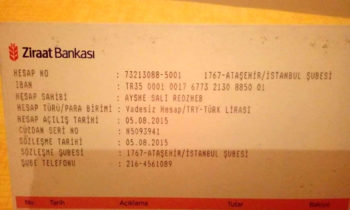 Ziraat Bankası
HESAP NO : 73213088-5001 1767-ATAŞEHİR/İSTANBUL ŞUBESİ
IBAN : TR35 0001 0017 6773 2130 8850 01
HESAP SAHİBİ : AYŞHE SALI REDZHEB
HESAP TÜRÜ/PARA BİRİMİ : Vadesiz Hesap/TRY-TÜRK LİRASI
HESAP AÇILIŞ TARİHİ : 05.08.2015
CÜZDAN SERİ NO : N5093941
SÖZLEŞME TARİHİ : 05.08.2015
SÖZLEŞME ŞUBESİ : 1767-ATAŞEHİR/İSTANBUL ŞUBESİ
ŞUBE TELEFONU : 216-4561089
No Tarih Açıklama Tutar Bakiye